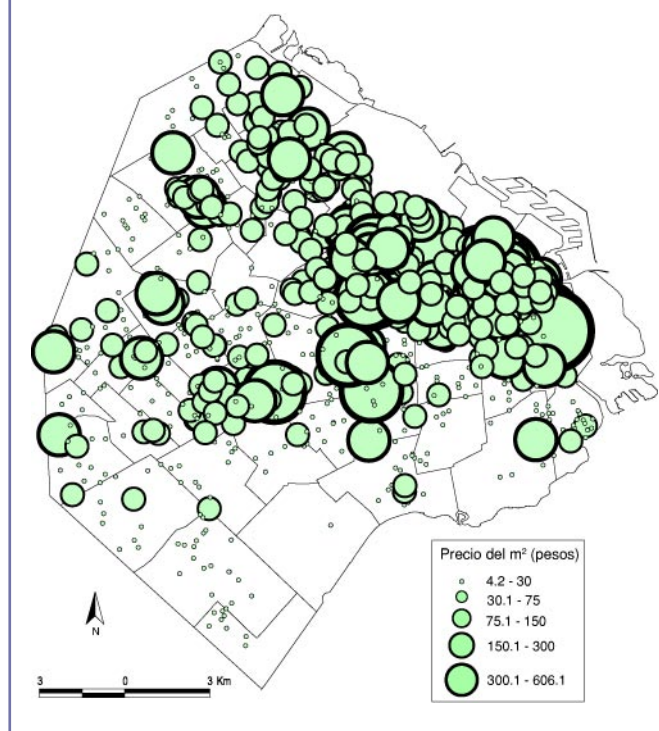 Precio del m² (pesos)
4.2 - 30
30.1 - 75
75.1 - 150
150.1 - 300
300.1 - 606.1
N
3 0 3 Km